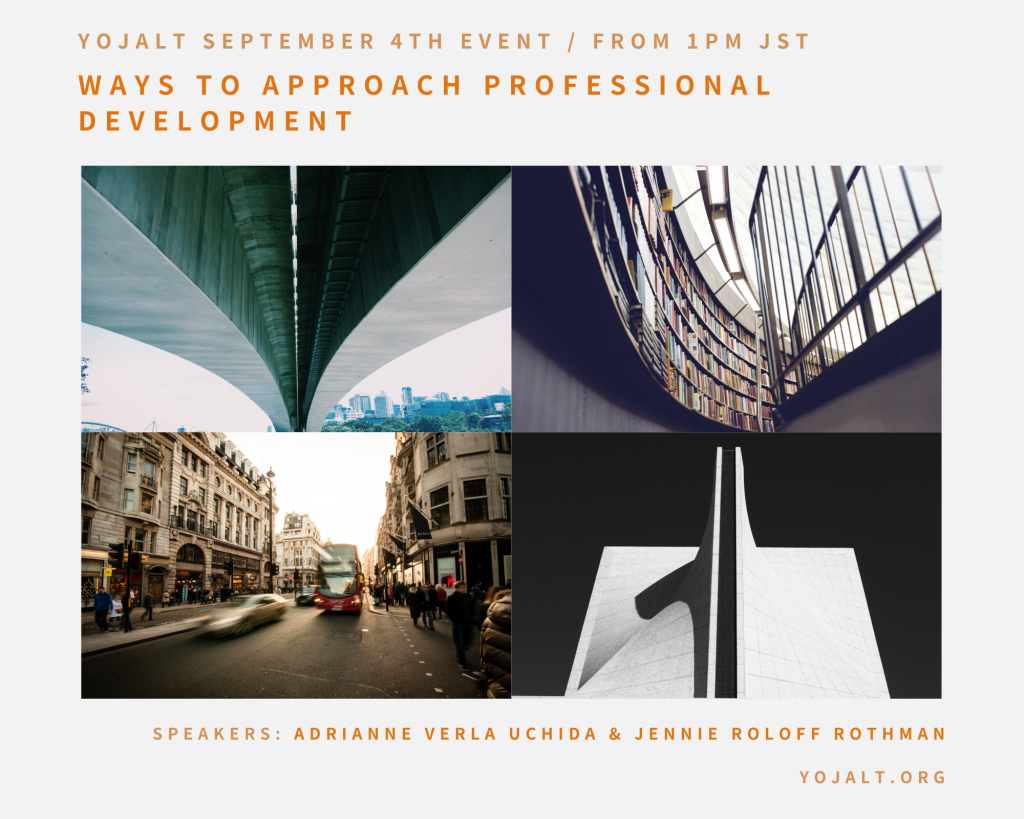 YOJALT SEPTEMBER 4TH EVENT / FROM 1PM JST
WAYS TO APPROACH PROFESSIONAL
DEVELOPMENT
SPEAKERS: ADRIANNE VERLA UCHIDA & JENNIE ROLOFF ROTHMAN
YOJALT.ORG